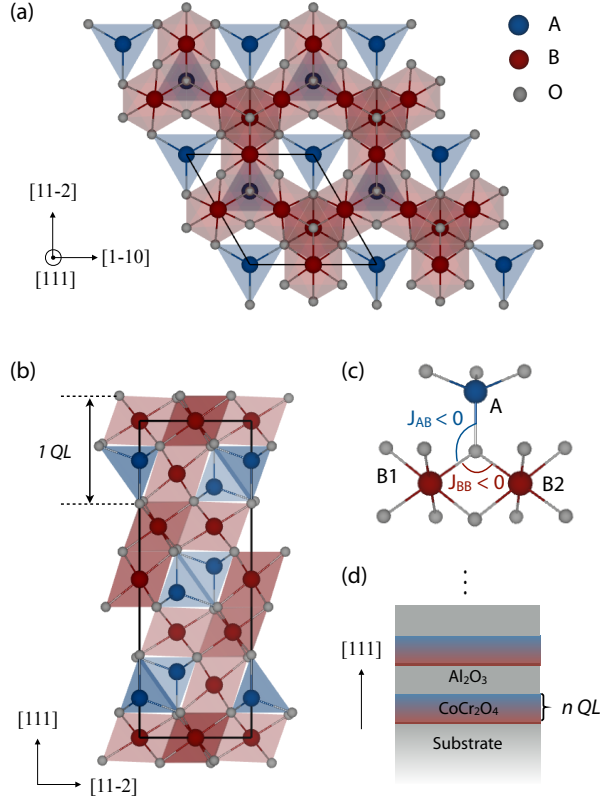 (a)
A
B
O
[11-2]
[1-10]
[111]
(b)
1 QL
[111]
[11-2]
(c)
A
J_AB < 0
B1
J_BB < 0
B2
(d)
⋮
[111]
Al₂O₃
CoCr₂O₄
n QL
Substrate